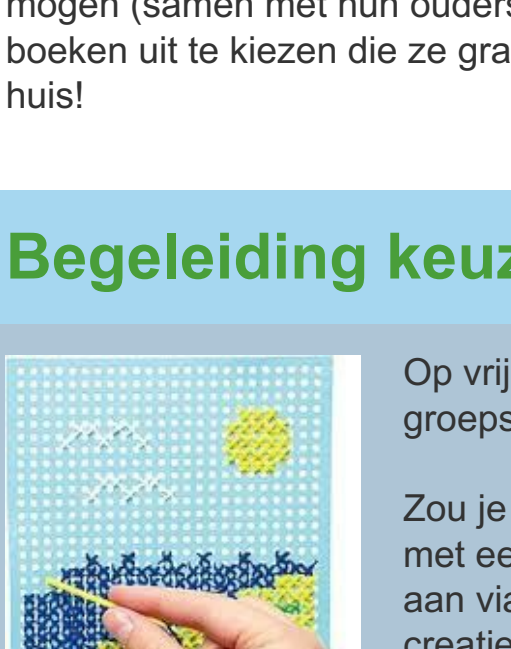 mogen (samen met hun ouders
boeken uit te kiezen die ze gra
huis!
Begeleiding keuz
Op vrij
groeps
Zou je
met ee
aan via
creatie